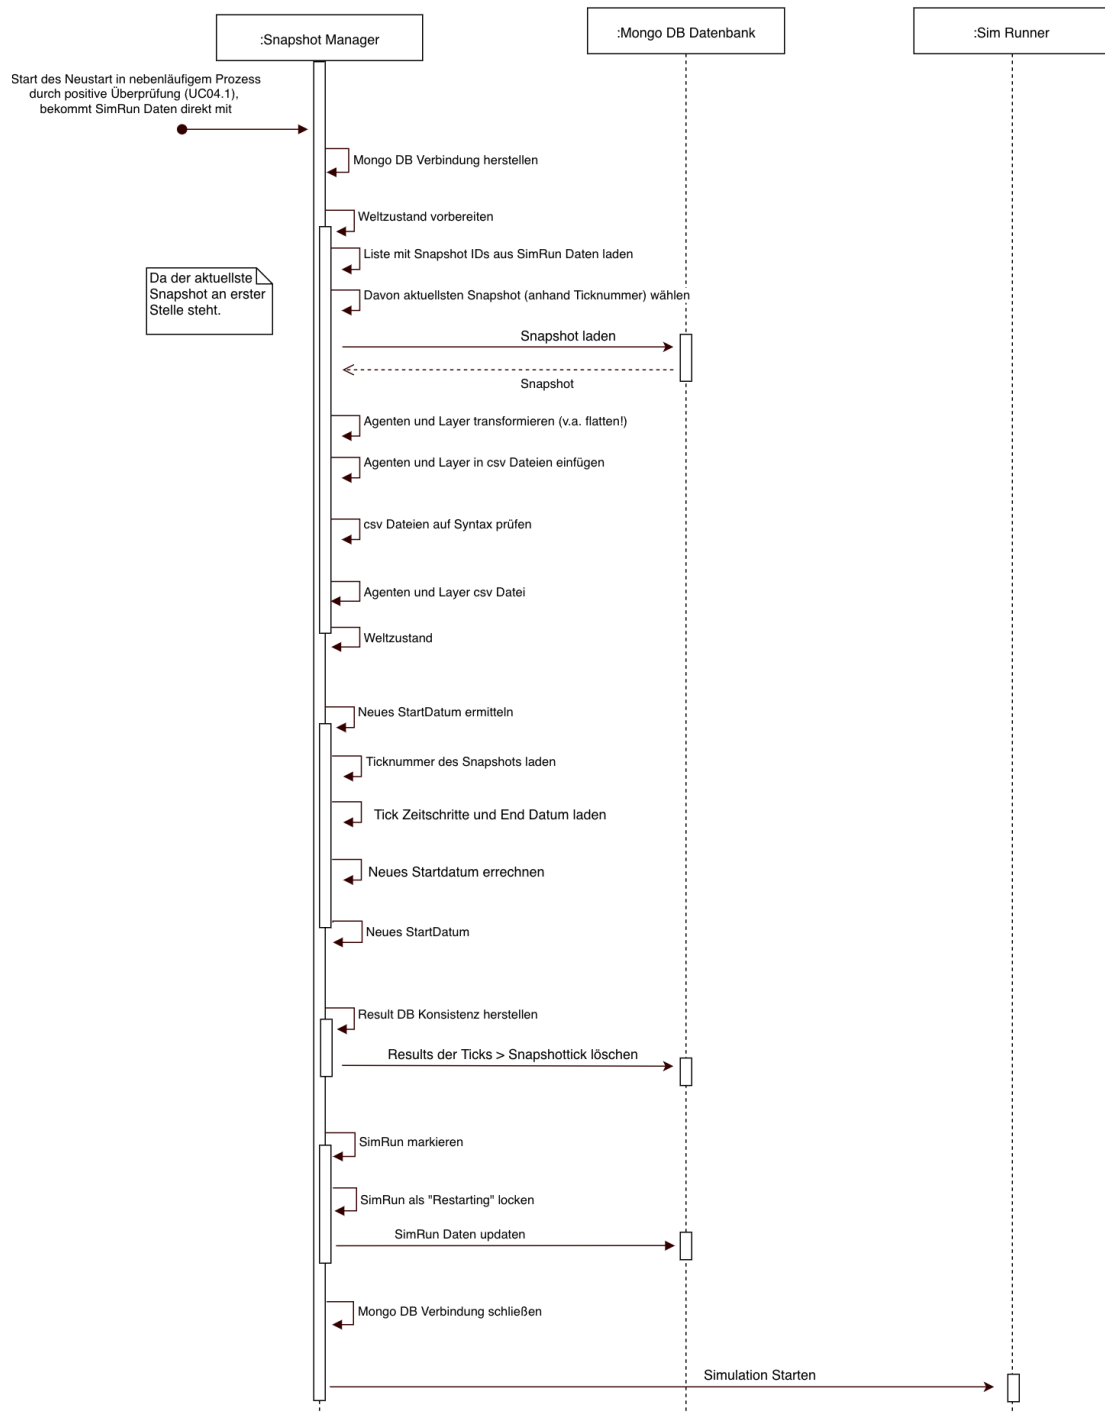 :Snapshot Manager
:Mongo DB Datenbank
:Sim Runner
Start des Neustart in nebenläufigem Prozess
durch positive Überprüfung (UC04.1),
bekommt SimRun Daten direkt mit
Mongo DB Verbindung herstellen
Weltzustand vorbereiten
Liste mit Snapshot IDs aus SimRun Daten laden
Da der aktuellste
Snapshot an erster
Stelle steht.
Davon aktuellsten Snapshot (anhand Ticknummer) wählen
Snapshot laden
Snapshot
Agenten und Layer transformieren (v.a. flatten!)
Agenten und Layer in csv Dateien einfügen
csv Dateien auf Syntax prüfen
Agenten und Layer csv Datei
Weltzustand
Neues StartDatum ermitteln
Ticknummer des Snapshots laden
Tick Zeitschritte und End Datum laden
Neues Startdatum errechnen
Neues StartDatum
Result DB Konsistenz herstellen
Results der Ticks > Snapshottick löschen
SimRun markieren
SimRun als "Restarting" locken
SimRun Daten updaten
Mongo DB Verbindung schließen
Simulation Starten